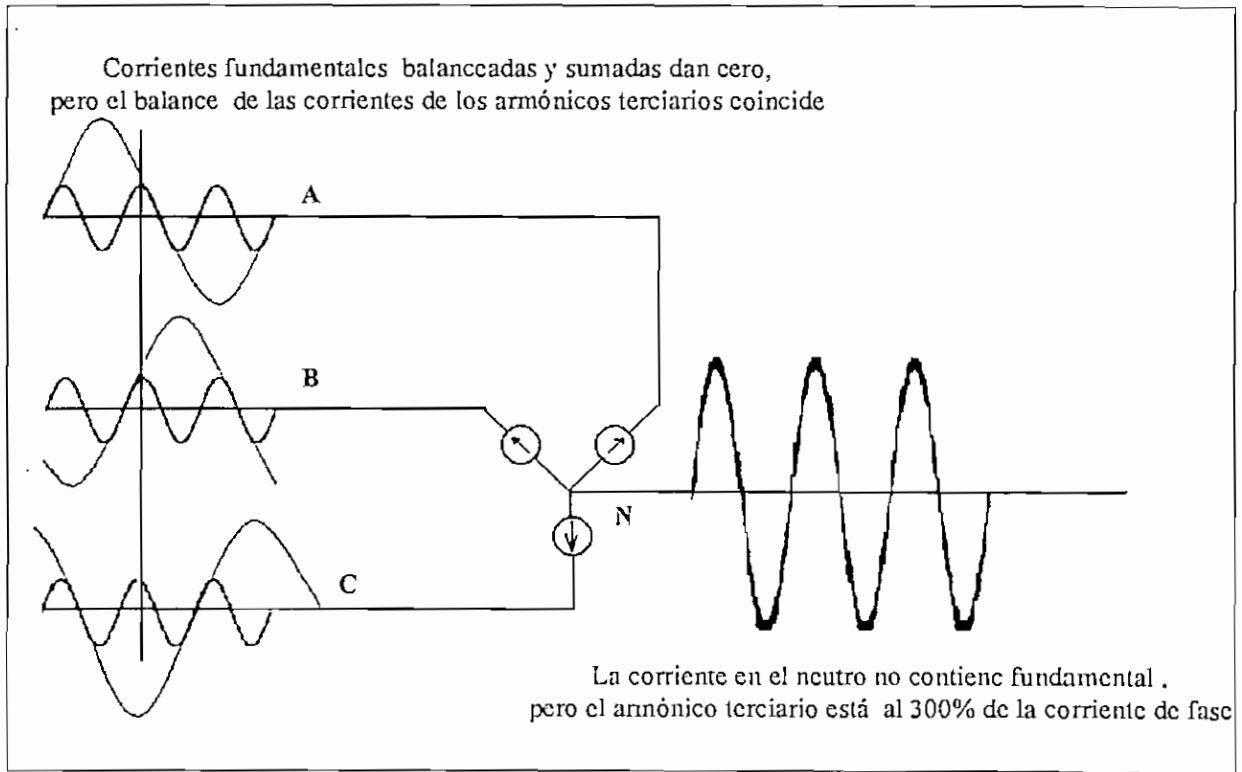 Corrientes fundamentales balanceadas y sumadas dan cero,
pero el balance de las corrientes de los armónicos terciarios coincide
A
B
N
C
La corriente en el neutro no contiene fundamental .
pero el armónico terciario está al 300% de la corriente de fase